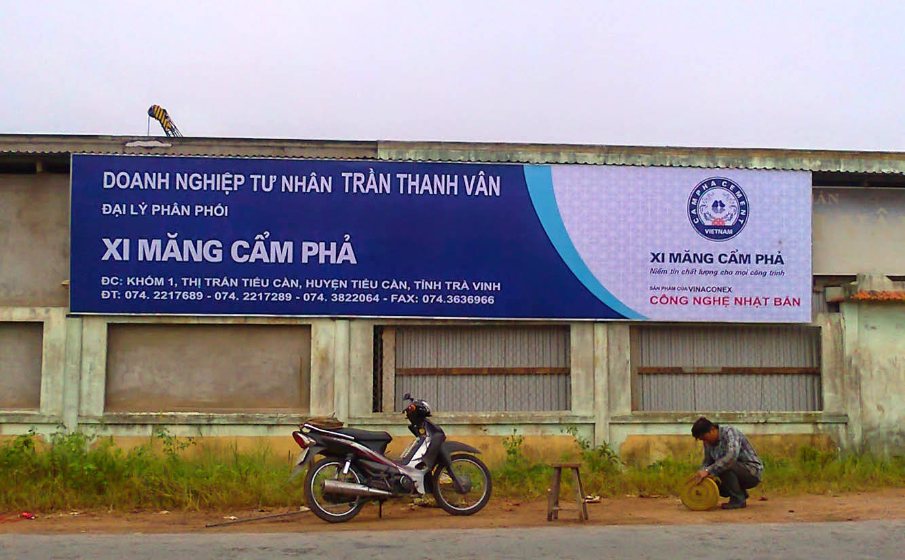 DOANH NGHIỆP TƯ NHÂN TRẦN THANH VÂN
ĐẠI LÝ PHÂN PHỐI
XI MĂNG CẨM PHẢ
ĐC: KHÓM 1, THỊ TRẤN TIỂU CẦN, HUYỆN TIỂU CẦN, TỈNH TRÀ VINH
ĐT: 074. 2217689 - 074. 2217289 - 074. 3822064 - FAX: 074.3636966
CAMPHA CEMENT
VIETNAM
XI MĂNG CẨM PHẢ
Niềm tin chất lượng cho mọi công trình
SẢN PHẨM CỦA VINACONEX
CÔNG NGHỆ NHẬT BẢN